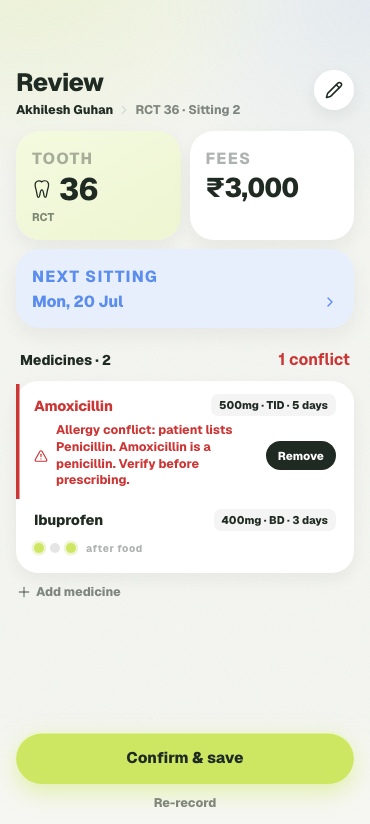 Review
Akhilesh Guhan > RCT 36 · Sitting 2
TOOTH
36
RCT
FEES
₹3,000
NEXT SITTING
Mon, 20 Jul
Medicines · 2
1 conflict
Amoxicillin
500mg · TID · 5 days
Allergy conflict: patient lists
Penicillin. Amoxicillin is a
penicillin. Verify before
prescribing.
Remove
Ibuprofen
400mg · BD · 3 days
after food
+ Add medicine
Confirm & save
Re-record